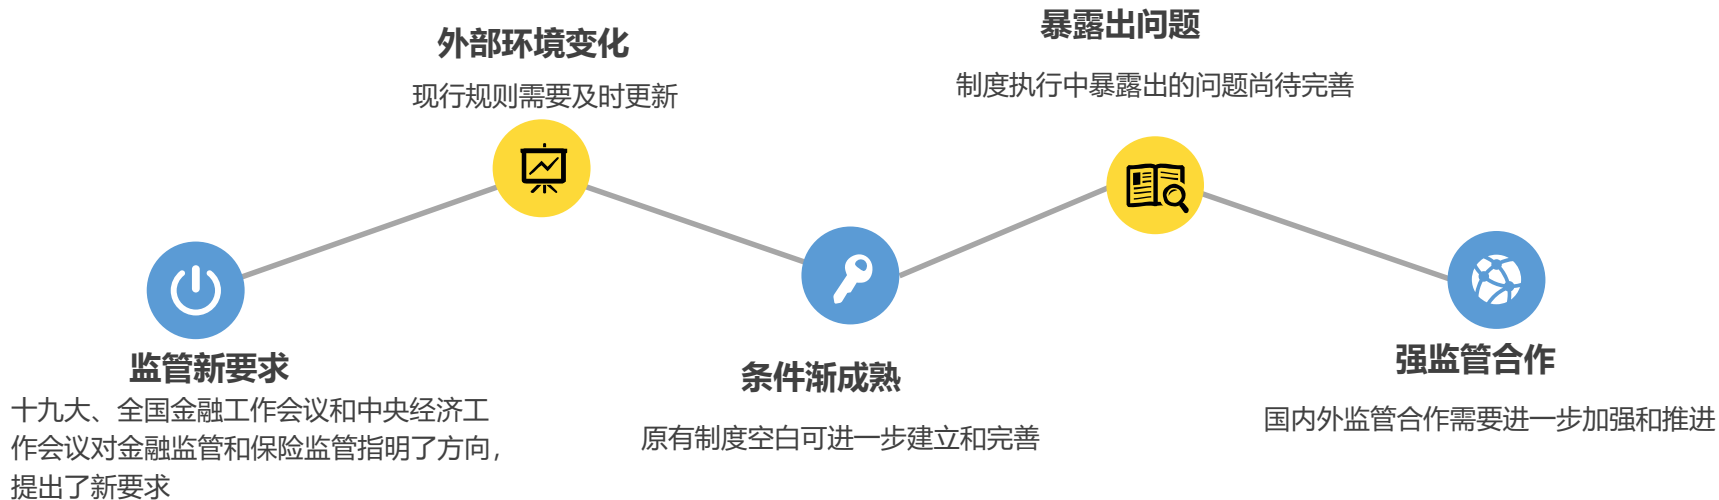 监管新要求
十九大、全国金融工作会议和中央经济工
作会议对金融监管和保险监管指明了方向，
提出了新要求
外部环境变化
现行规则需要及时更新
条件渐成熟
原有制度空白可进一步建立和完善
暴露出问题
制度执行中暴露出的问题尚待完善
强监管合作
国内外监管合作需要进一步加强和推进